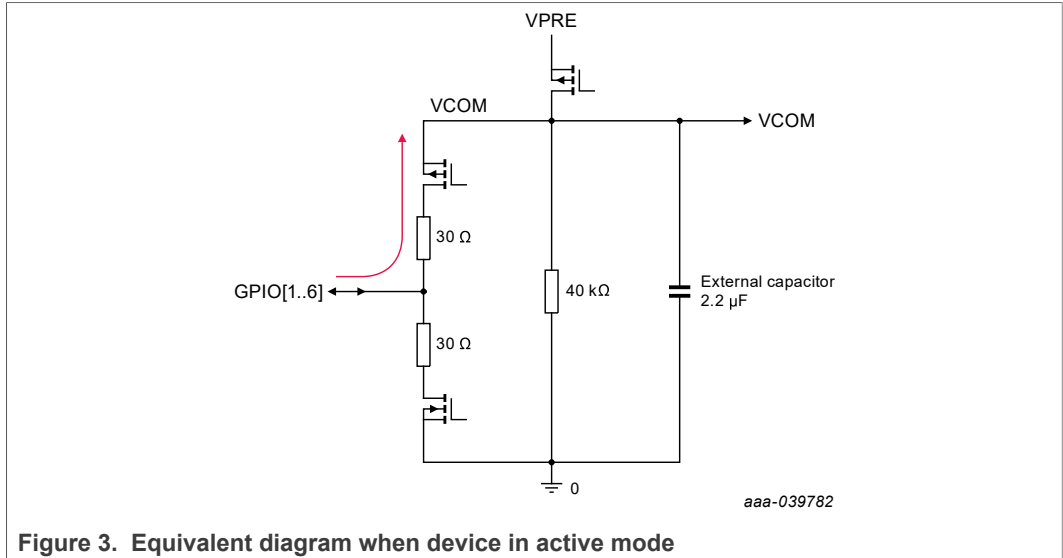 VPRE
VCOM
VCOM
30 Ω
GPIO[1..6]
40 kΩ
External capacitor
2.2 µF
30 Ω
0
aaa-039782
Figure 3. Equivalent diagram when device in active mode